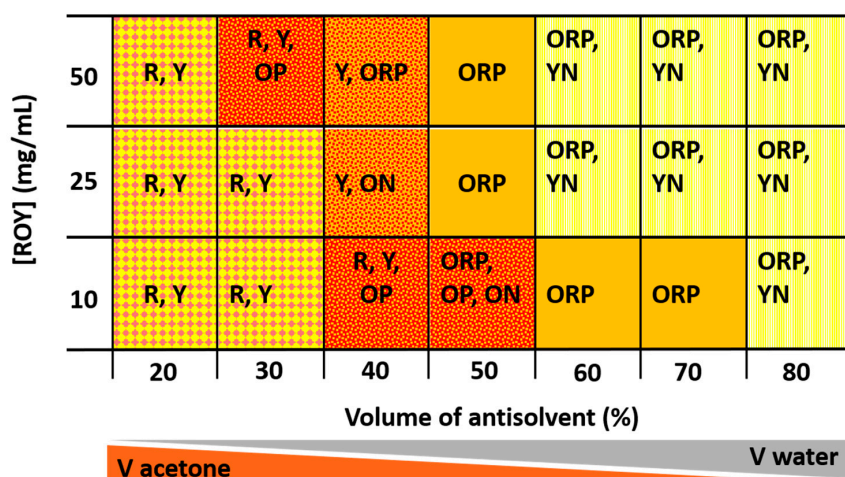 [ROY] (mg/mL)
50
R, Y
R, Y,
OP
Y, ORP
ORP
ORP,
YN
ORP,
YN
ORP,
YN
25
R, Y
R, Y
Y, ON
ORP
ORP,
YN
ORP,
YN
ORP,
YN
10
R, Y
R, Y
R, Y,
OP
ORP,
OP, ON
ORP
ORP
ORP,
YN
20
30
40
50
60
70
80
Volume of antisolvent (%)
V water
V acetone